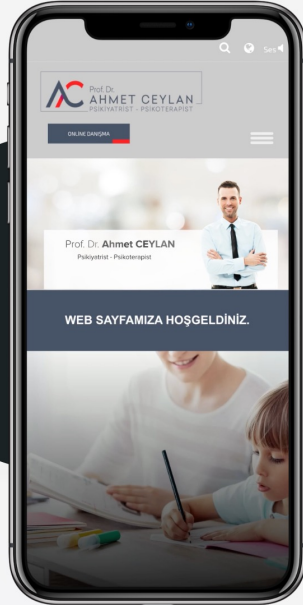 Ses
Prof. Dr.
AHMET CEYLAN
PSİKİYATRİST - PSİKOTERAPİST
ONLİNE DANIŞMA
Prof. Dr. Ahmet CEYLAN
Psikiyatrist - Psikoterapist
WEB SAYFAMIZA HOŞGELDİNİZ.